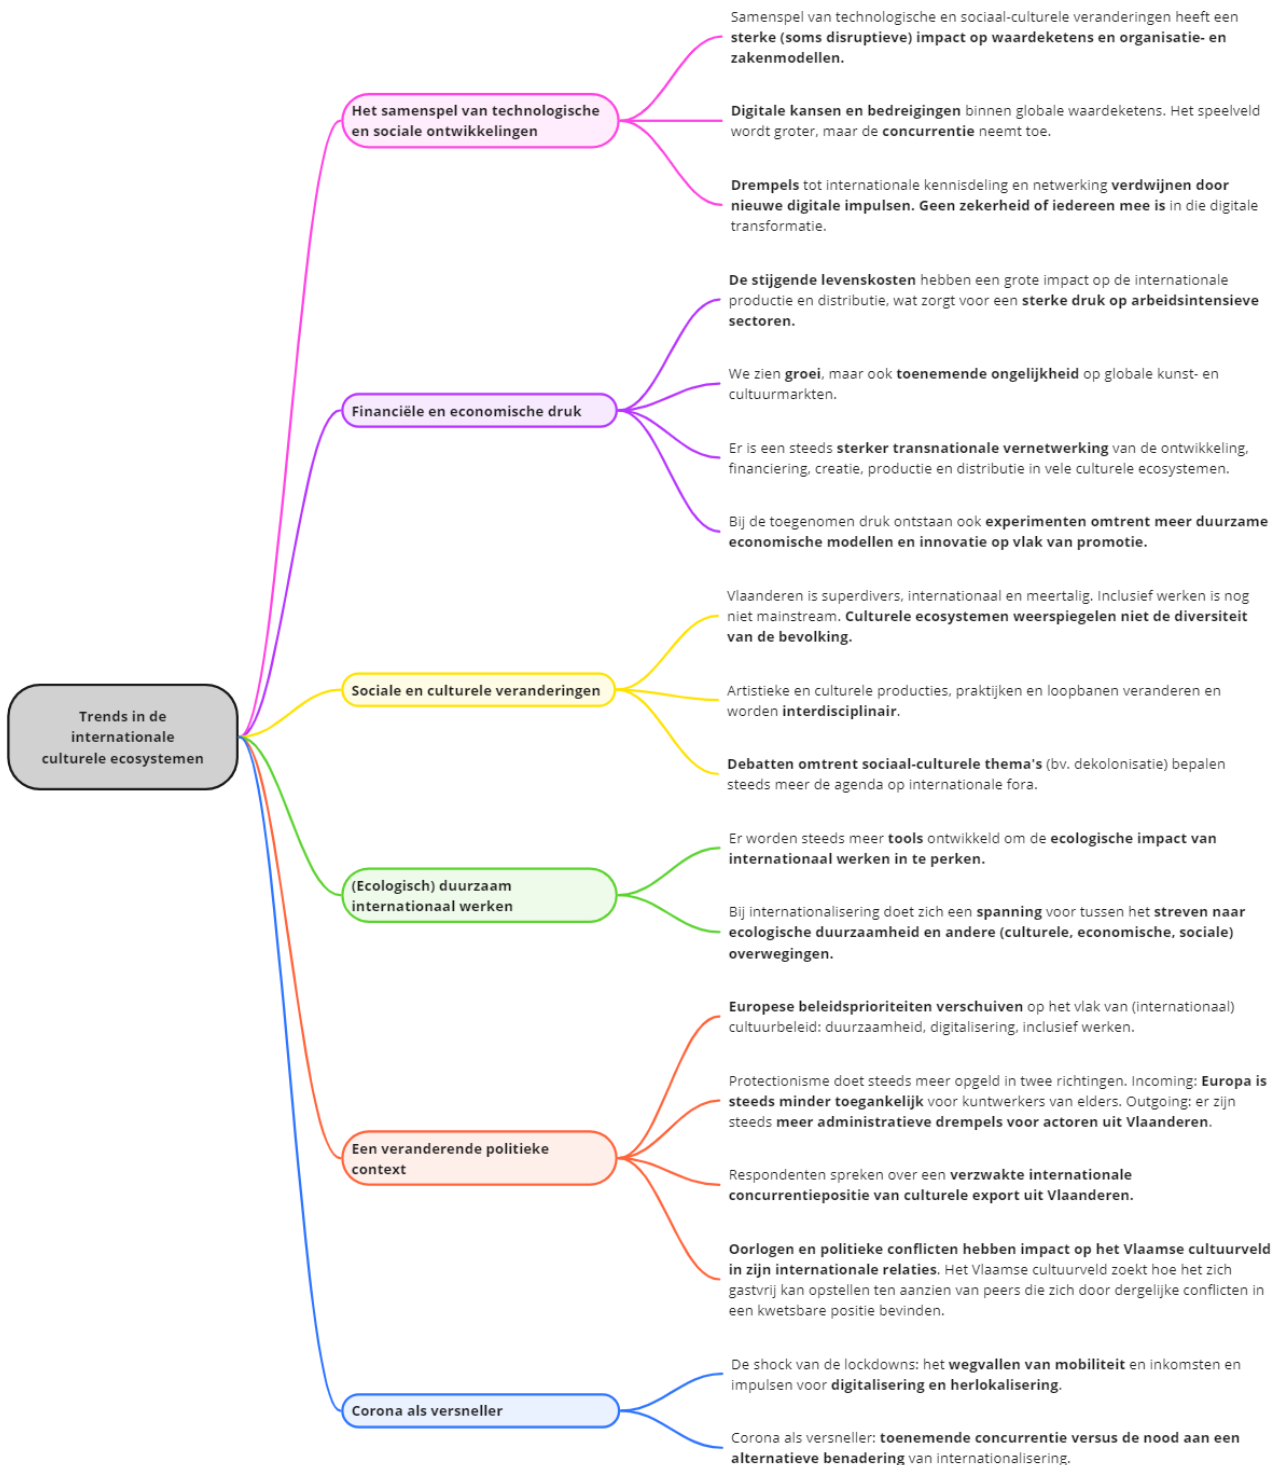 Samenspel van technologische en sociaal-culturele veranderingen heeft een
sterke (soms disruptieve) impact op waardeketens en organisatie- en
zakenmodellen.
Het samenspel van technologische
en sociale ontwikkelingen
Digitale kansen en bedreigingen binnen globale waardeketens. Het speelveld
wordt groter, maar de concurrentie neemt toe.
Drempels tot internationale kennisdeling en netwerking verdwijnen door
nieuwe digitale impulsen. Geen zekerheid of iedereen mee is in die digitale
transformatie.
De stijgende levenskosten hebben een grote impact op de internationale
productie en distributie, wat zorgt voor een sterke druk op arbeidsintensieve
sectoren.
We zien groei, maar ook toenemende ongelijkheid op globale kunst- en
cultuurmarkten.
Financiële en economische druk
Er is een steeds sterker transnationale vernetwerking van de ontwikkeling,
financiering, creatie, productie en distributie in vele culturele ecosystemen.
Bij de toegenomen druk ontstaan ook experimenten omtrent meer duurzame
economische modellen en innovatie op vlak van promotie.
Vlaanderen is superdivers, internationaal en meertalig. Inclusief werken is nog
niet mainstream. Culturele ecosystemen weerspiegelen niet de diversiteit
van de bevolking.
Sociale en culturele veranderingen
Artistieke en culturele producties, praktijken en loopbanen veranderen en
worden interdisciplinair.
Trends in de
internationale
culturele ecosystemen
Debatten omtrent sociaal-culturele thema's (bv. dekolonisatie) bepalen
steeds meer de agenda op internationale fora.
Er worden steeds meer tools ontwikkeld om de ecologische impact van
internationaal werken in te perken.
(Ecologisch) duurzaam
internationaal werken
Bij internationalisering doet zich een spanning voor tussen het streven naar
ecologische duurzaamheid en andere (culturele, economische, sociale)
overwegingen.
Europese beleidsprioriteiten verschuiven op het vlak van (internationaal)
cultuurbeleid: duurzaamheid, digitalisering, inclusief werken.
Protectionisme doet steeds meer opgeld in twee richtingen. Incoming: Europa is
steeds minder toegankelijk voor kuntwerkers van elders. Outgoing: er zijn
steeds meer administratieve drempels voor actoren uit Vlaanderen.
Een veranderende politieke
context
Respondenten spreken over een verzwakte internationale
concurrentiepositie van culturele export uit Vlaanderen.
Oorlogen en politieke conflicten hebben impact op het Vlaamse cultuurveld
in zijn internationale relaties. Het Vlaamse cultuurveld zoekt hoe het zich
gastvrij kan opstellen ten aanzien van peers die zich door dergelijke conflicten in
een kwetsbare positie bevinden.
De shock van de lockdowns: het wegvallen van mobiliteit en inkomsten en
impulsen voor digitalisering en herlokalisering.
Corona als versneller
Corona als versneller: toenemende concurrentie versus de nood aan een
alternatieve benadering van internationalisering.